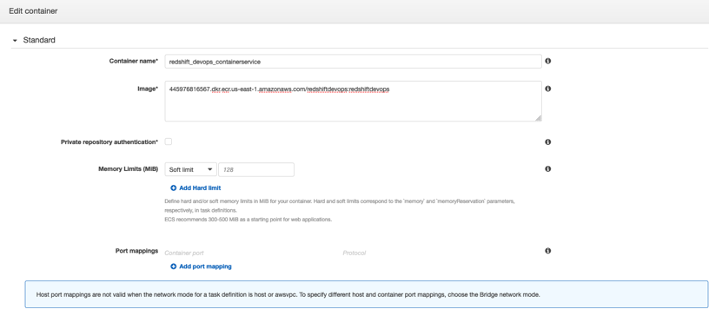 Edit container
Standard
Container name*
redshift_devops_containerservice
Image*
445976816567.dkr.ecr.us-east-1.amazonaws.com/redshiftdevops:redshiftdevops
Private repository authentication*
Memory Limits (MiB)
Soft limit
128
Add Hard limit
Define hard and/or soft memory limits in MiB for your container. Hard and soft limits correspond to the `memory` and `memoryReservation` parameters,
respectively, in task definitions.
ECS recommends 300-500 MiB as a starting point for web applications.
Port mappings
Container port
Protocol
Add port mapping
Host port mappings are not valid when the network mode for a task definition is host or awsvpc. To specify different host and container port mappings, choose the Bridge network mode.